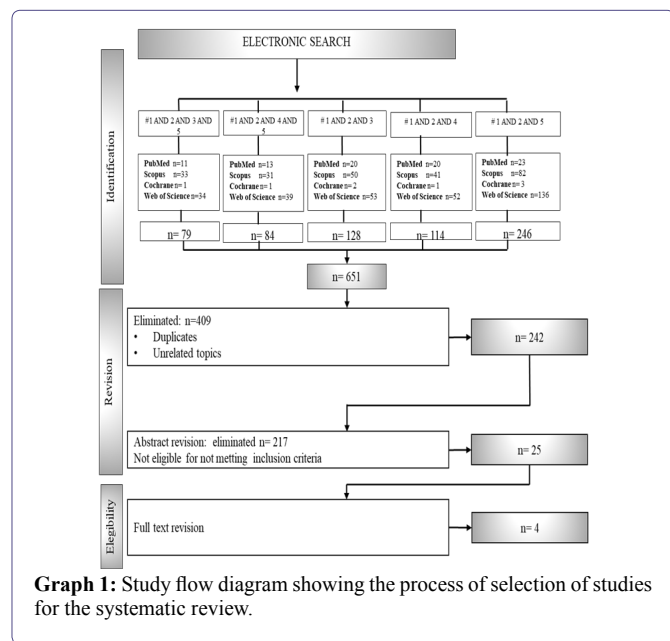 ELECTRONIC SEARCH
Identification
#1 AND 2 AND 3 AND
5
#1 AND 2 AND 4 AND
5
#1 AND 2 AND 3
#1 AND 2 AND 4
#1 AND 2 AND 5
PubMed n=11
Scopus n=33
Cochrane n= 1
Web of Science n=34
PubMed n=13
Scopus n=31
Cochrane n= 1
Web of Science n=39
PubMed n=20
Scopus n=50
Cochrane n= 2
Web of Science n=53
PubMed n=20
Scopus n=41
Cochrane n= 1
Web of Science n=52
PubMed n=23
Scopus n=82
Cochrane n= 3
Web of Science n=136
n= 79
n= 84
n= 128
n= 114
n= 246
n= 651
Revision
Eliminated: n=409
• Duplicates
• Unrelated topics
n= 242
Abstract revision: eliminated n= 217
Not eligible for not metting inclusion criteria
n= 25
Elegibility
Full text revision
n= 4
Graph 1: Study flow diagram showing the process of selection of studies
for the systematic review.